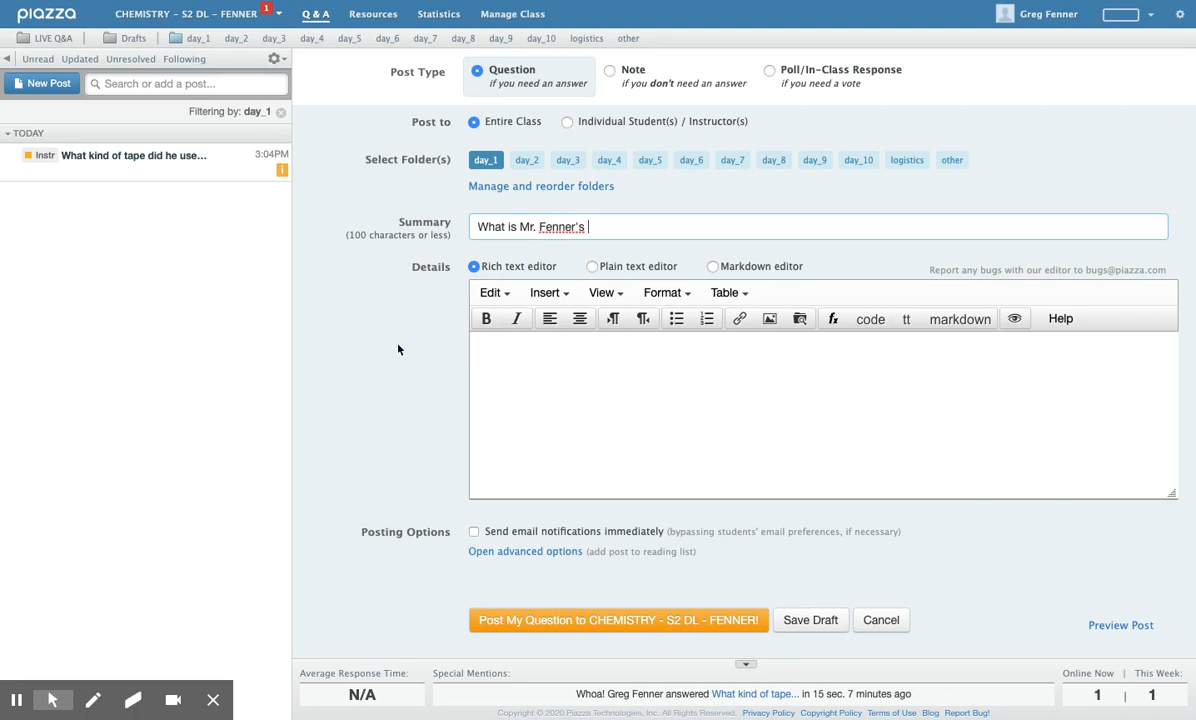 piazza CHEMISTRY - S2 DL - FENNER 1 Q & A Resources Statistics Manage Class Greg Fenner
LIVE Q&A Drafts day_1 day_2 day_3 day_4 day_5 day_6 day_7 day_8 day_9 day_10 logistics other
Unread Updated Unresolved Following
New Post Search or add a post...
Filtering by: day_1
TODAY
Instr What kind of tape did he use... 3:04PM
i
Post Type Question Note Poll/In-Class Response
if you need an answer if you don't need an answer if you need a vote
Post to Entire Class Individual Student(s) / Instructor(s)
Select Folder(s) day_1 day_2 day_3 day_4 day_5 day_6 day_7 day_8 day_9 day_10 logistics other
Manage and reorder folders
Summary What is Mr. Fenner's
(100 characters or less)
Details Rich text editor Plain text editor Markdown editor Report any bugs with our editor to bugs@piazza.com
Edit Insert View Format Table
B I fx code tt markdown Help
Posting Options Send email notifications immediately (bypassing students' email preferences, if necessary)
Open advanced options (add post to reading list)
Post My Question to CHEMISTRY - S2 DL - FENNER! Save Draft Cancel Preview Post
Average Response Time: Special Mentions: Online Now | This Week:
N/A Whoa! Greg Fenner answered What kind of tape... in 15 sec. 7 minutes ago 1 | 1
Copyright © 2020 Piazza Technologies, Inc. All Rights Reserved. Privacy Policy Copyright Policy Terms of Use Blog Report Bug!